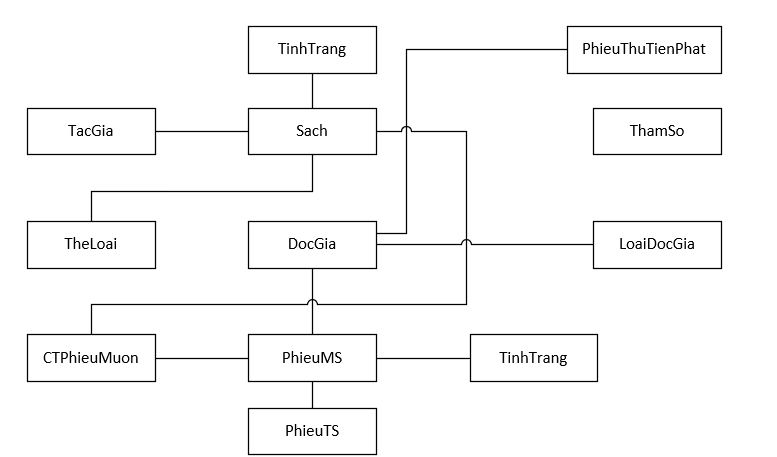 TinhTrang
PhieuThuTienPhat
TacGia
Sach
ThamSo
TheLoai
DocGia
LoaiDocGia
CTPhieuMuon
PhieuMS
TinhTrang
PhieuTS